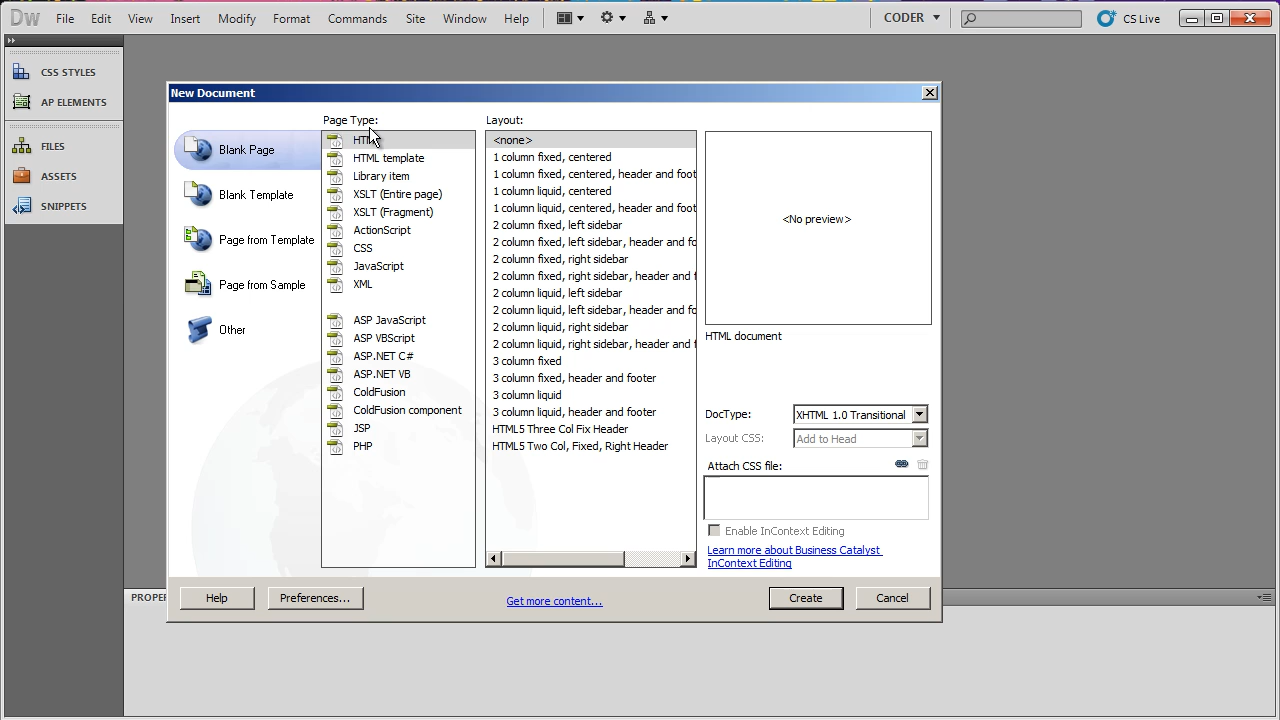 Dw File Edit View Insert Modify Format Commands Site Window Help CODER CS Live
CSS STYLES
AP ELEMENTS
FILES
ASSETS
SNIPPETS
New Document
Blank Page
Blank Template
Page from Template
Page from Sample
Other
Page Type:
HTML
HTML template
Library item
XSLT (Entire page)
XSLT (Fragment)
ActionScript
CSS
JavaScript
XML
ASP JavaScript
ASP VBScript
ASP.NET C#
ASP.NET VB
ColdFusion
ColdFusion component
JSP
PHP
Layout:
<none>
1 column fixed, centered
1 column fixed, centered, header and foot
1 column liquid, centered
1 column liquid, centered, header and foot
2 column fixed, left sidebar
2 column fixed, left sidebar, header and fo
2 column fixed, right sidebar
2 column fixed, right sidebar, header and f
2 column liquid, left sidebar
2 column liquid, left sidebar, header and fo
2 column liquid, right sidebar
2 column liquid, right sidebar, header and f
3 column fixed
3 column fixed, header and footer
3 column liquid
3 column liquid, header and footer
HTML5 Three Col Fix Header
HTML5 Two Col, Fixed, Right Header
<No preview>
HTML document
DocType: XHTML 1.0 Transitional
Layout CSS: Add to Head
Attach CSS file:
Enable InContext Editing
Learn more about Business Catalyst
InContext Editing
Help Preferences... Get more content... Create Cancel
PROPER